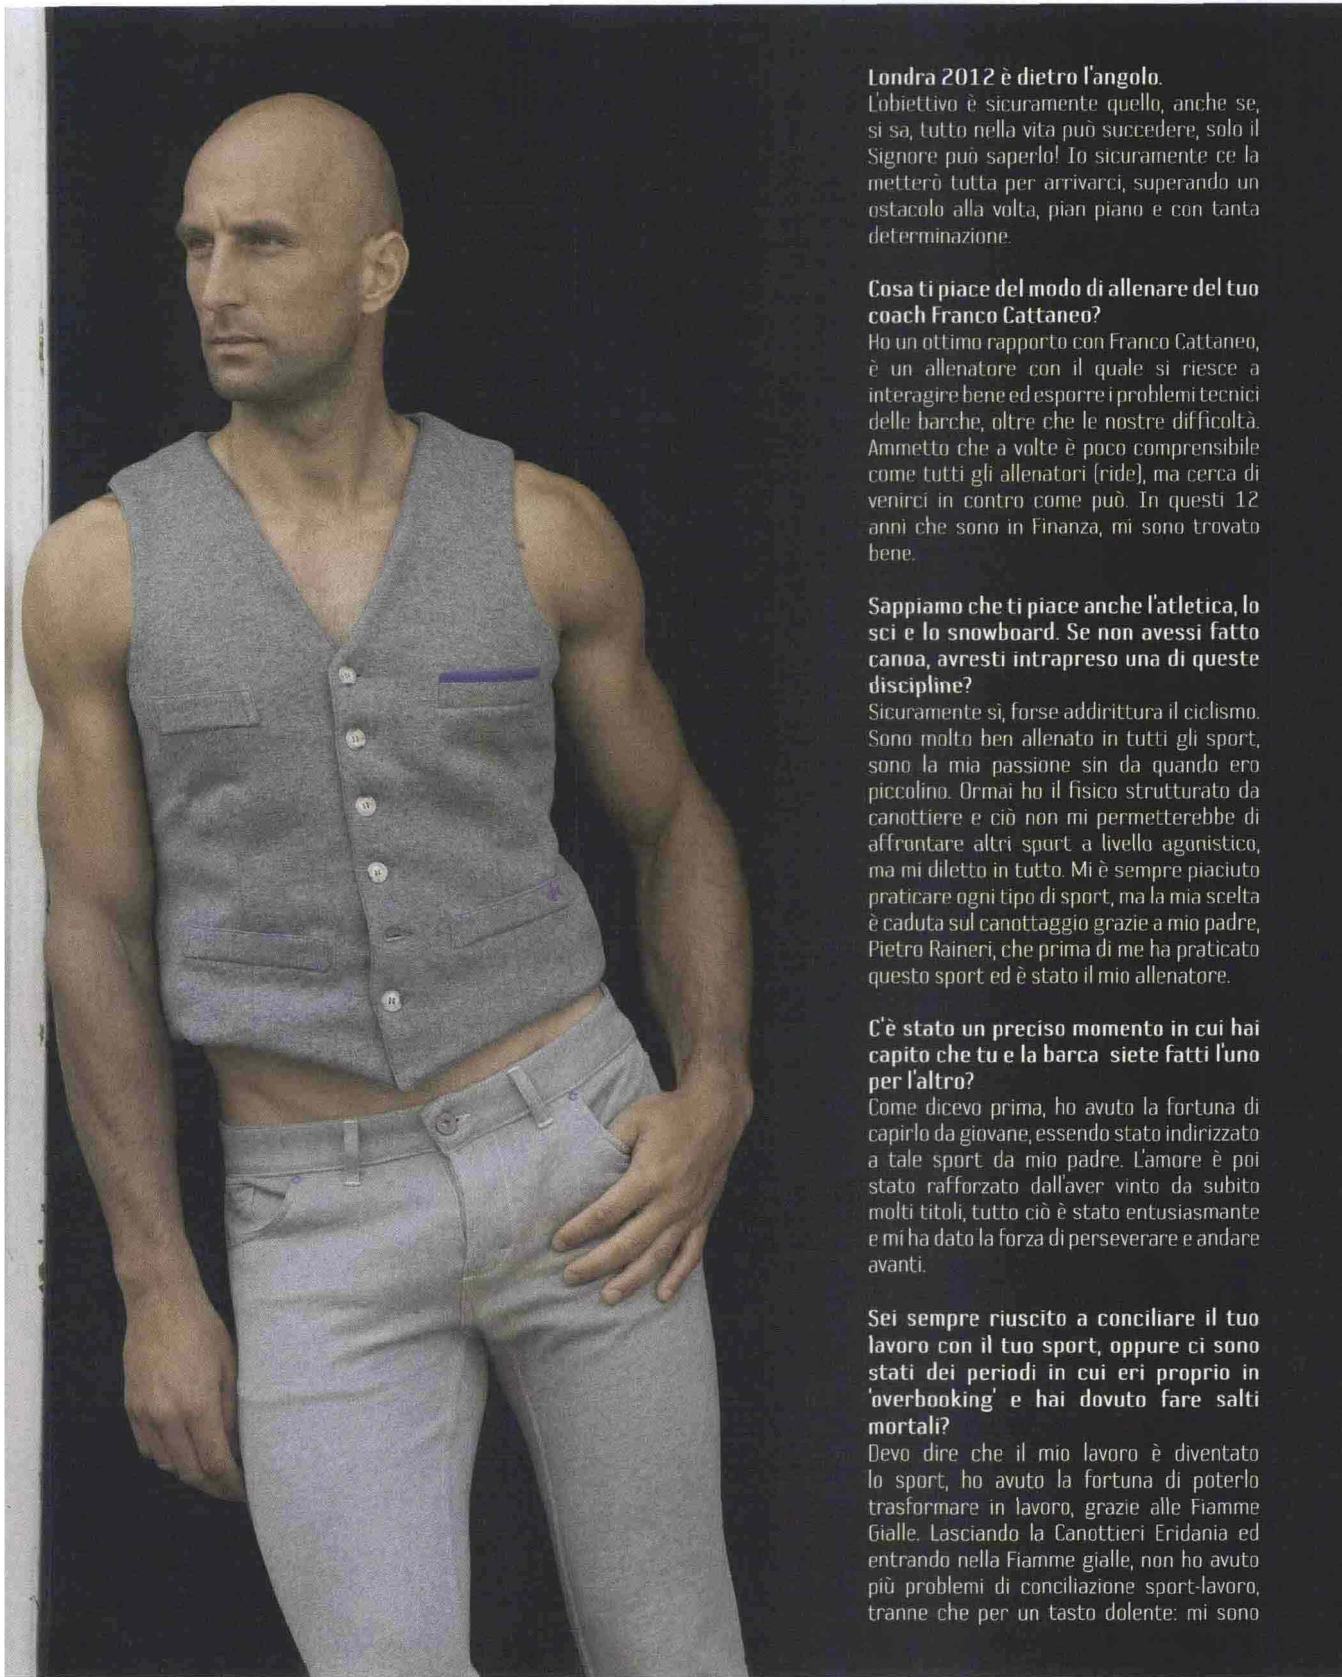 Londra 2012 è dietro l'angolo.
L'obiettivo è sicuramente quello, anche se,
si sa, tutto nella vita può succedere, solo il
Signore può saperlo! Io sicuramente ce la
metterò tutta per arrivarci, superando un
ostacolo alla volta, pian piano e con tanta
determinazione.
Cosa ti piace del modo di allenare del tuo
coach Franco Cattaneo?
Ho un ottimo rapporto con Franco Cattaneo,
è un allenatore con il quale si riesce a
interagire bene ed esporre i problemi tecnici
delle barche, oltre che le nostre difficoltà.
Ammetto che a volte è poco comprensibile
come tutti gli allenatori (ride), ma cerca di
venirci in contro come può. In questi 12
anni che sono in Finanza, mi sono trovato
bene.
Sappiamo che ti piace anche l'atletica, lo
sci e lo snowboard. Se non avessi fatto
canoa, avresti intrapreso una di queste
discipline?
Sicuramente sì, forse addirittura il ciclismo.
Sono molto ben allenato in tutti gli sport,
sono la mia passione sin da quando ero
piccolino. Ormai ho il fisico strutturato da
canottiere e ciò non mi permetterebbe di
affrontare altri sport a livello agonistico,
ma mi diletto in tutto. Mi è sempre piaciuto
praticare ogni tipo di sport, ma la mia scelta
è caduta sul canottaggio grazie a mio padre,
Pietro Raineri, che prima di me ha praticato
questo sport ed è stato il mio allenatore.
C'è stato un preciso momento in cui hai
capito che tu e la barca siete fatti l'uno
per l'altro?
Come dicevo prima, ho avuto la fortuna di
capirlo da giovane, essendo stato indirizzato
a tale sport da mio padre. L'amore è poi
stato rafforzato dall'aver vinto da subito
molti titoli, tutto ciò è stato entusiasmante
e mi ha dato la forza di perseverare e andare
avanti.
Sei sempre riuscito a conciliare il tuo
lavoro con il tuo sport, oppure ci sono
stati dei periodi in cui eri proprio in
'overbooking' e hai dovuto fare salti
mortali?
Devo dire che il mio lavoro è diventato
lo sport, ho avuto la fortuna di poterlo
trasformare in lavoro, grazie alle Fiamme
Gialle. Lasciando la Canottieri Eridania ed
entrando nella Fiamme gialle, non ho avuto
più problemi di conciliazione sport-lavoro,
tranne che per un tasto dolente: mi sono